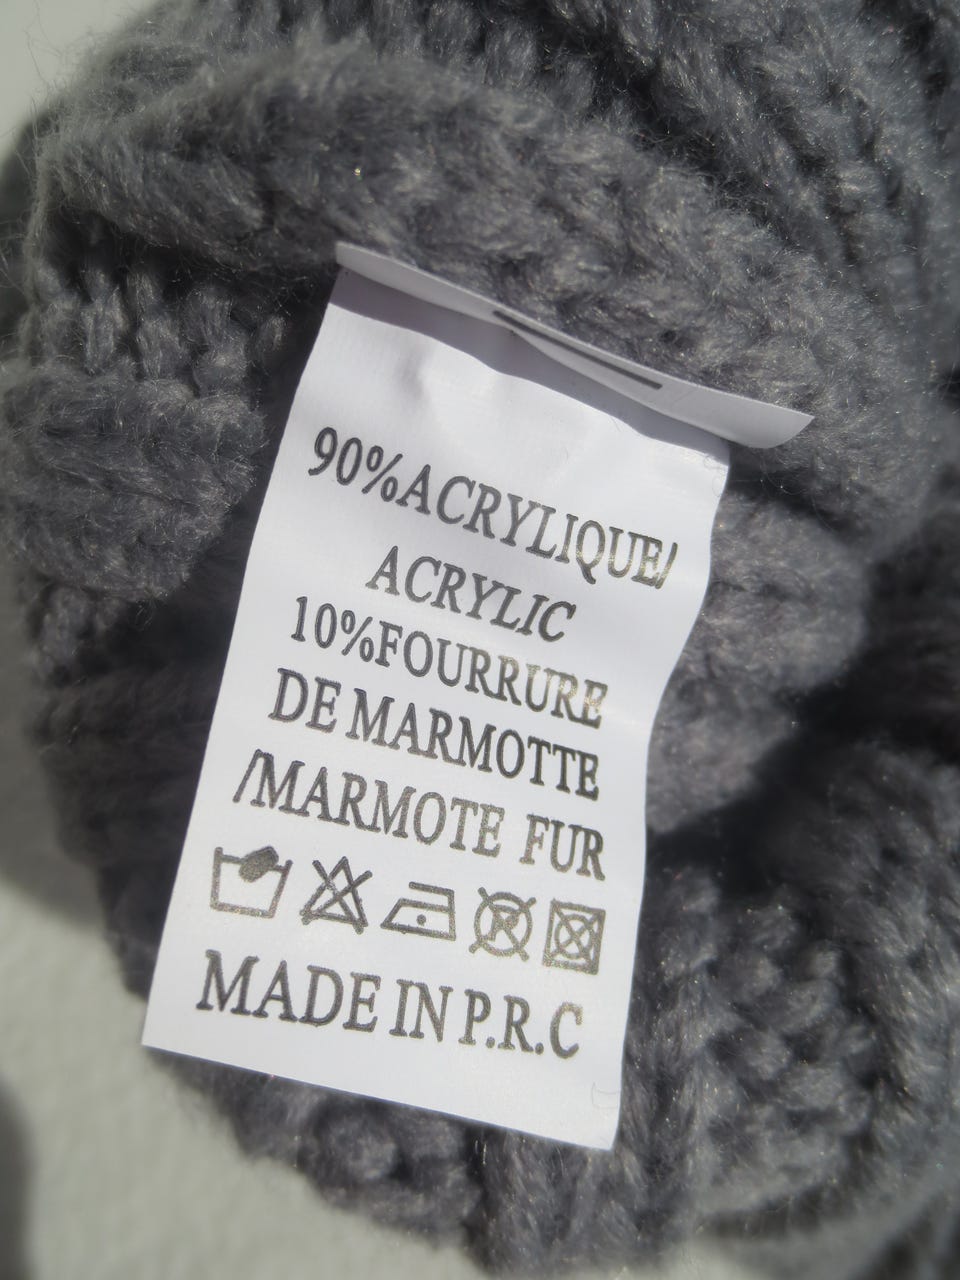 90%ACRYLIQUE/
ACRYLIC
10%FOURRURE
DE MARMOTTE
/MARMOTE FUR
MADE IN P.R.C